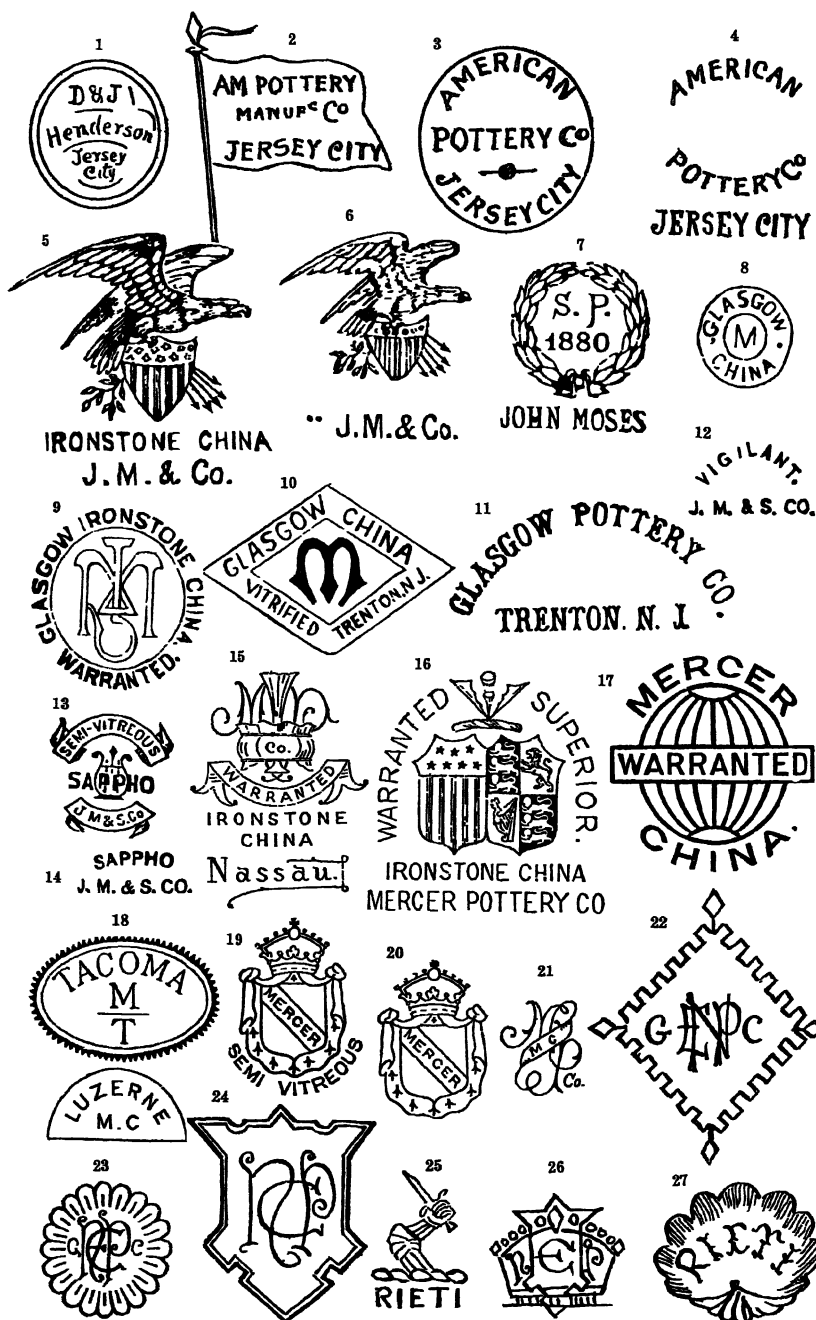 1
D & J
Henderson
Jersey
City
2
AM POTTERY
MANUFᶜ Co
JERSEY CITY
3
AMERICAN
POTTERY Co
JERSEY CITY
4
AMERICAN
POTTERY Co
JERSEY CITY
5
IRONSTONE CHINA
J. M. & Co.
6
" J.M. & Co.
7
S. P.
1880
JOHN MOSES
8
GLASGOW
M
CHINA
9
GLASGOW IRONSTONE CHINA.
WARRANTED.
10
GLASGOW CHINA
M
VITRIFIED TRENTON, N.J.
11
GLASGOW POTTERY CO.
TRENTON. N. J.
12
VIGILANT.
J. M. & S. CO.
13
SEMI-VITREOUS
SAPPHO
J M & S. Co
14
SAPPHO
J. M. & S. CO.
15
Co.
WARRANTED
IRONSTONE
CHINA
Nassau.
16
WARRANTED SUPERIOR.
IRONSTONE CHINA
MERCER POTTERY CO
17
MERCER
WARRANTED
CHINA.
18
TACOMA
M
T
LUZERNE
M. C
19
MERCER
SEMI VITREOUS
20
MERCER
21
M C
Co.
22
G ENP C
23
G C
24
25
RIETI
26
N E P
27
RIETI